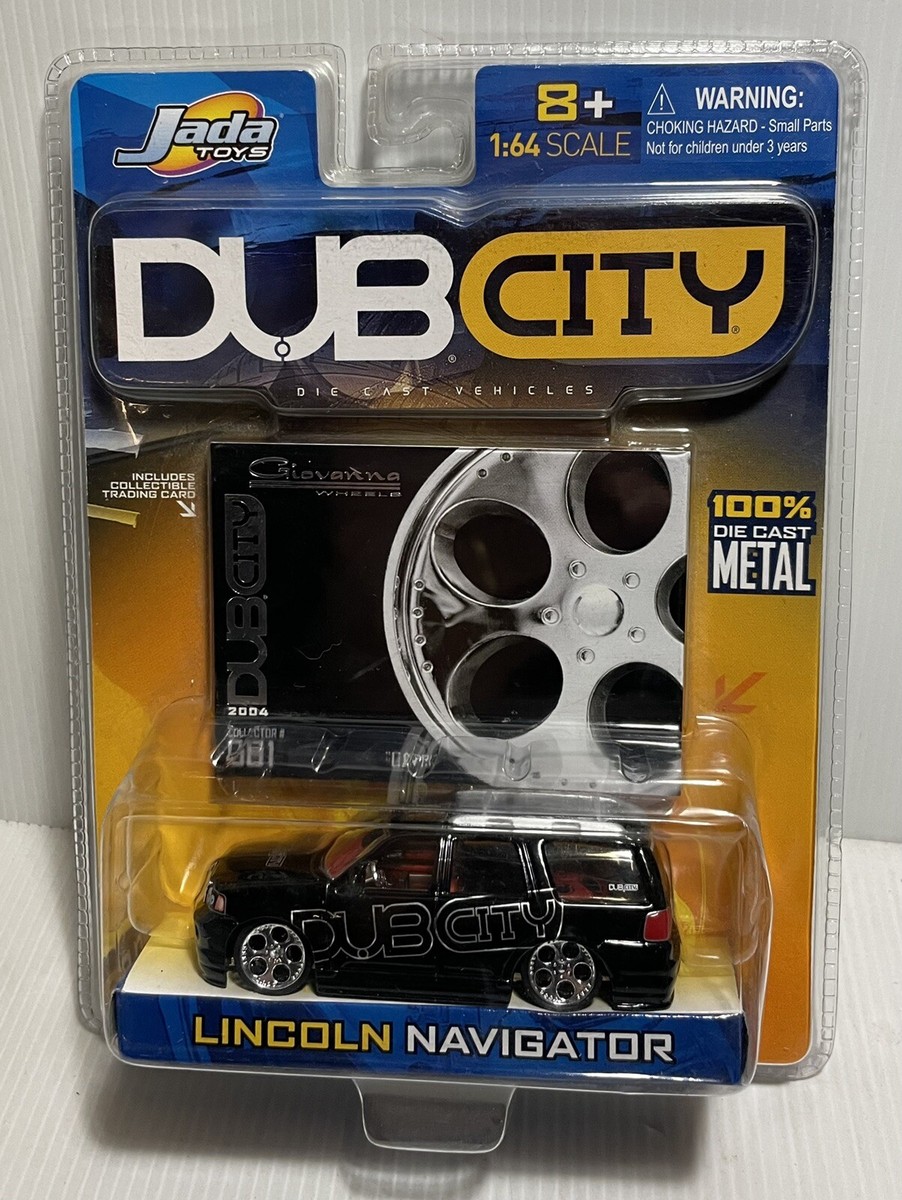 Jada
TOYS
8+
1:64 SCALE
WARNING:
CHOKING HAZARD - Small Parts
Not for children under 3 years
DUB CITY
®
®
DIE CAST VEHICLES
INCLUDES
COLLECTIBLE
TRADING CARD
Giovanna
WHEELS
DUB CITY
2004
COLLECTOR #
001
100%
DIE CAST
METAL
DUB CITY
DUB CITY
LINCOLN NAVIGATOR